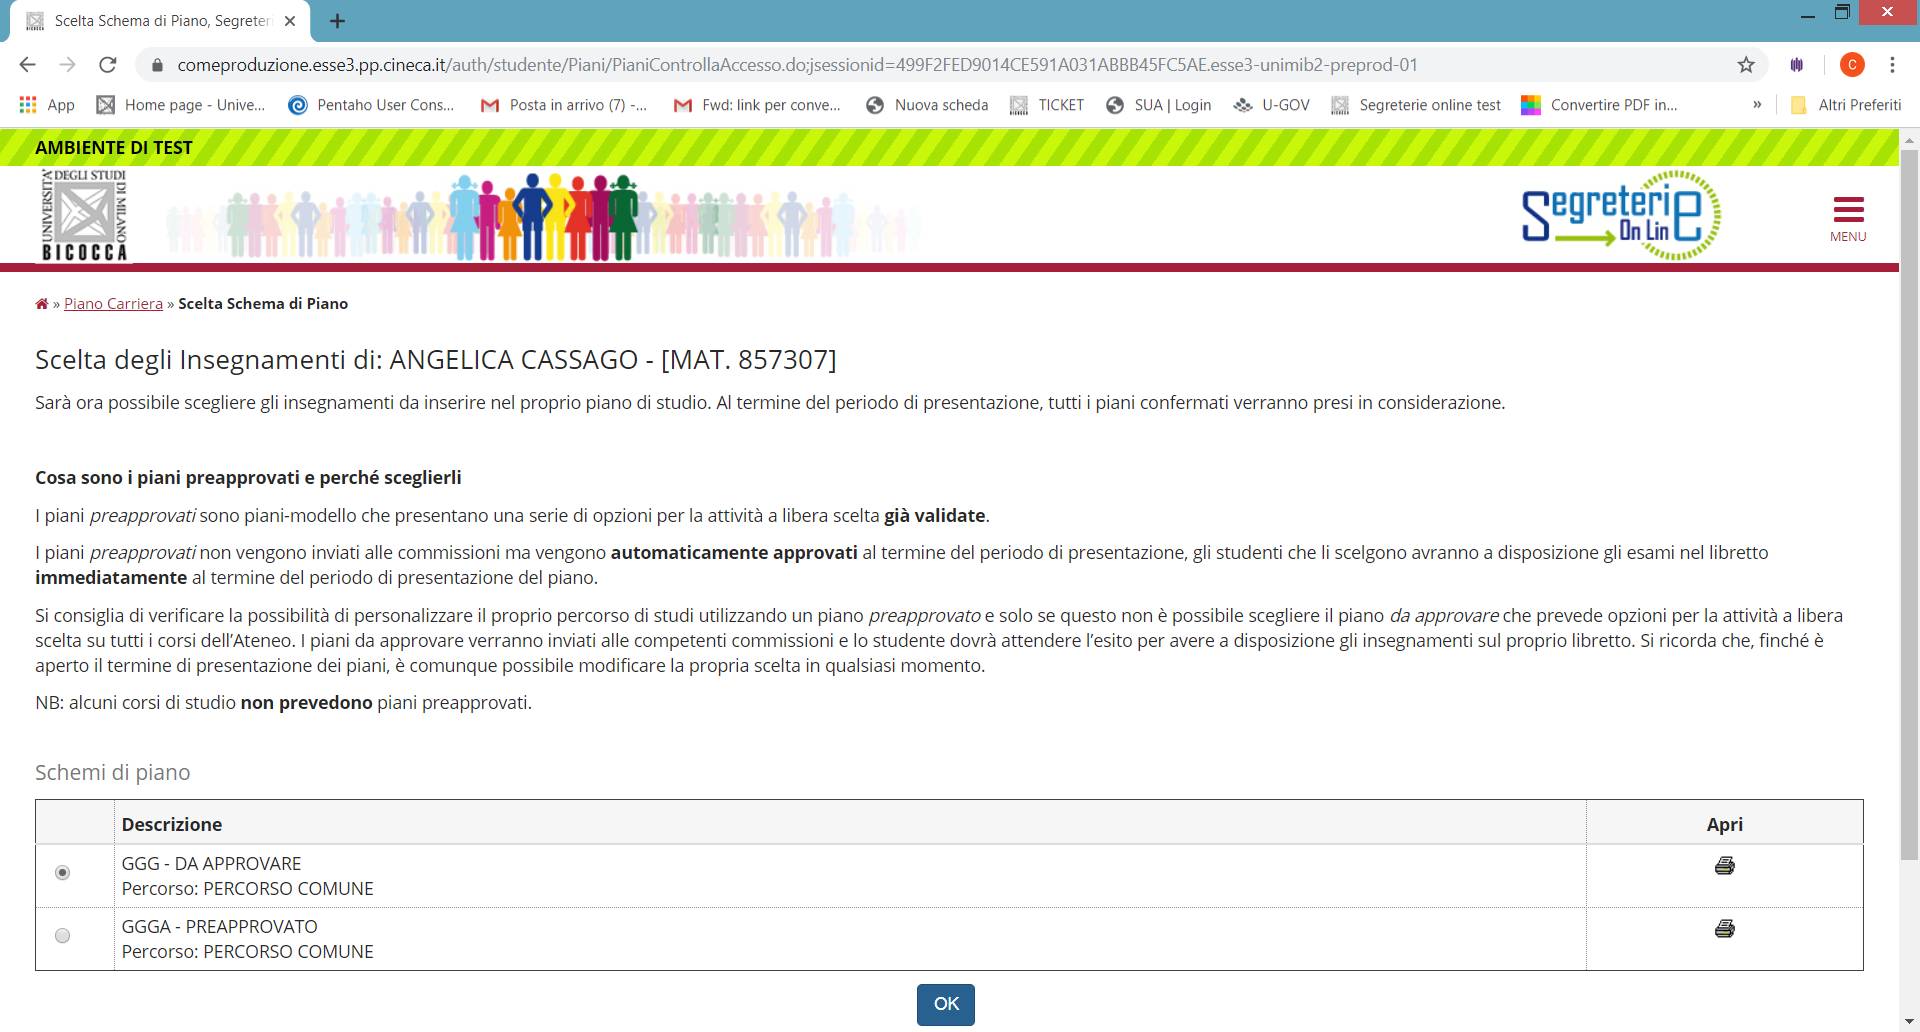 Scelta Schema di Piano, Segreteri
comeproduzione.esse3.pp.cineca.it/auth/studente/Piani/PianiControllaAccesso.do;jsessionid=499F2FED9014CE591A031ABBB45FC5AE.esse3-unimib2-preprod-01
C
App Home page - Unive... Pentaho User Cons... Posta in arrivo (7) -... Fwd: link per conve... Nuova scheda TICKET SUA | Login U-GOV Segreterie online test Convertire PDF in... » Altri Preferiti
AMBIENTE DI TEST
UNIVERSITÀ DEGLI STUDI DI MILANO
BICOCCA
Segreterie
On Line
MENU
» Piano Carriera » Scelta Schema di Piano
Scelta degli Insegnamenti di: ANGELICA CASSAGO - [MAT. 857307]
Sarà ora possibile scegliere gli insegnamenti da inserire nel proprio piano di studio. Al termine del periodo di presentazione, tutti i piani confermati verranno presi in considerazione.
Cosa sono i piani preapprovati e perché sceglierli
I piani preapprovati sono piani-modello che presentano una serie di opzioni per la attività a libera scelta già validate.
I piani preapprovati non vengono inviati alle commissioni ma vengono automaticamente approvati al termine del periodo di presentazione, gli studenti che li scelgono avranno a disposizione gli esami nel libretto
immediatamente al termine del periodo di presentazione del piano.
Si consiglia di verificare la possibilità di personalizzare il proprio percorso di studi utilizzando un piano preapprovato e solo se questo non è possibile scegliere il piano da approvare che prevede opzioni per la attività a libera
scelta su tutti i corsi dell’Ateneo. I piani da approvare verranno inviati alle competenti commissioni e lo studente dovrà attendere l’esito per avere a disposizione gli insegnamenti sul proprio libretto. Si ricorda che, finché è
aperto il termine di presentazione dei piani, è comunque possibile modificare la propria scelta in qualsiasi momento.
NB: alcuni corsi di studio non prevedono piani preapprovati.
Schemi di piano
Descrizione Apri
GGG - DA APPROVARE
Percorso: PERCORSO COMUNE
GGGA - PREAPPROVATO
Percorso: PERCORSO COMUNE
OK